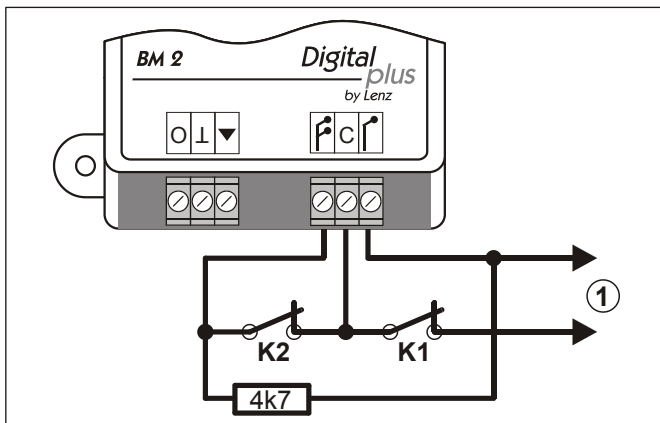 BM 2
Digital
plus
by Lenz
O ⊥ ▼
C
1
K2
K1
4k7